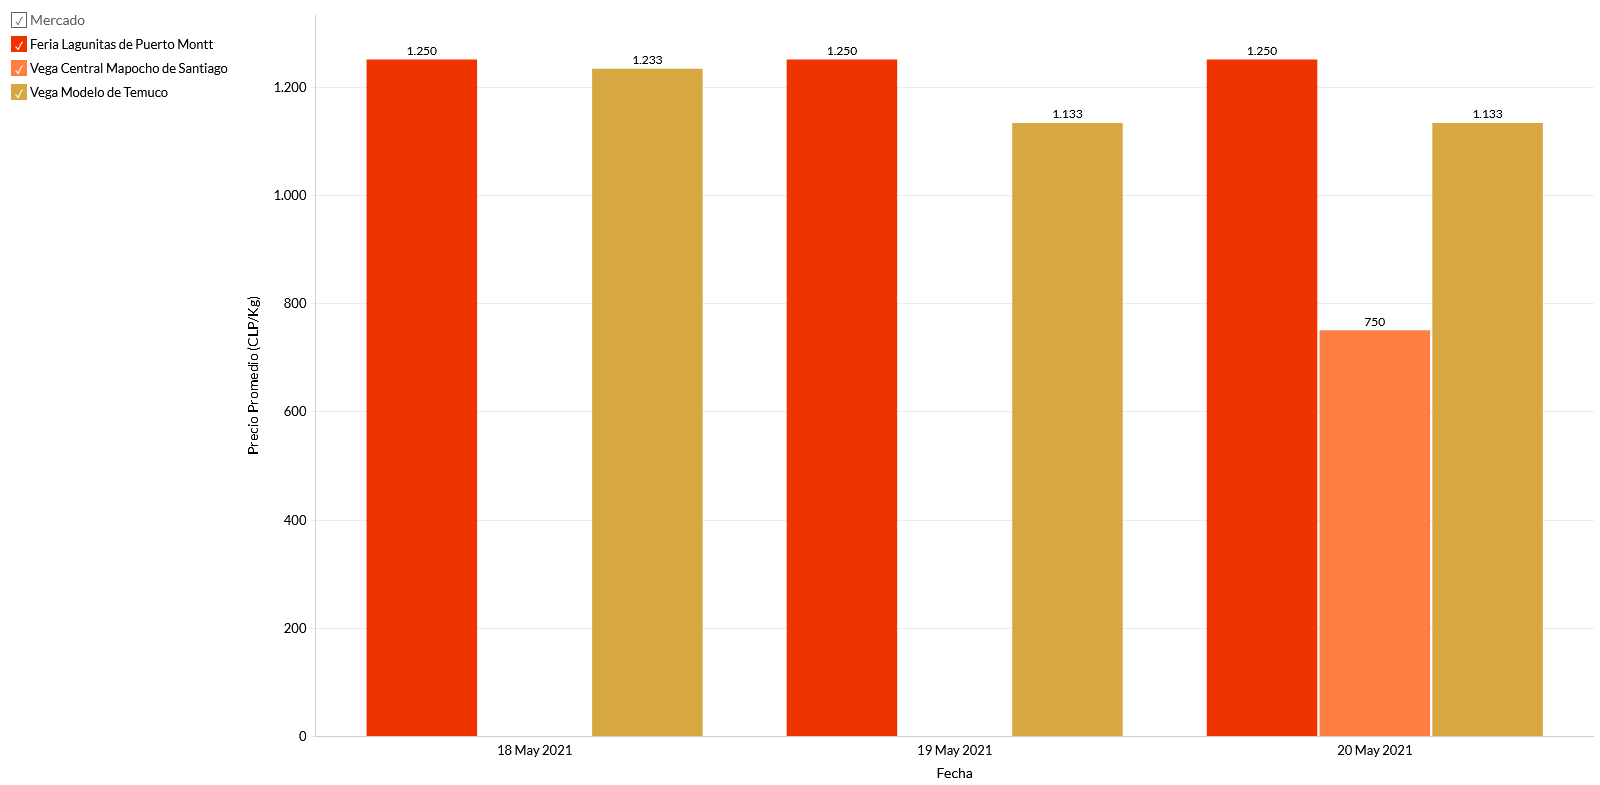 Mercado
Feria Lagunitas de Puerto Montt
Vega Central Mapocho de Santiago
Vega Modelo de Temuco
Precio Promedio (CLP/Kg)
1.200
1.000
800
600
400
200
0
1.250
1.233
1.250
1.133
1.250
750
1.133
18 May 2021
19 May 2021
20 May 2021
Fecha